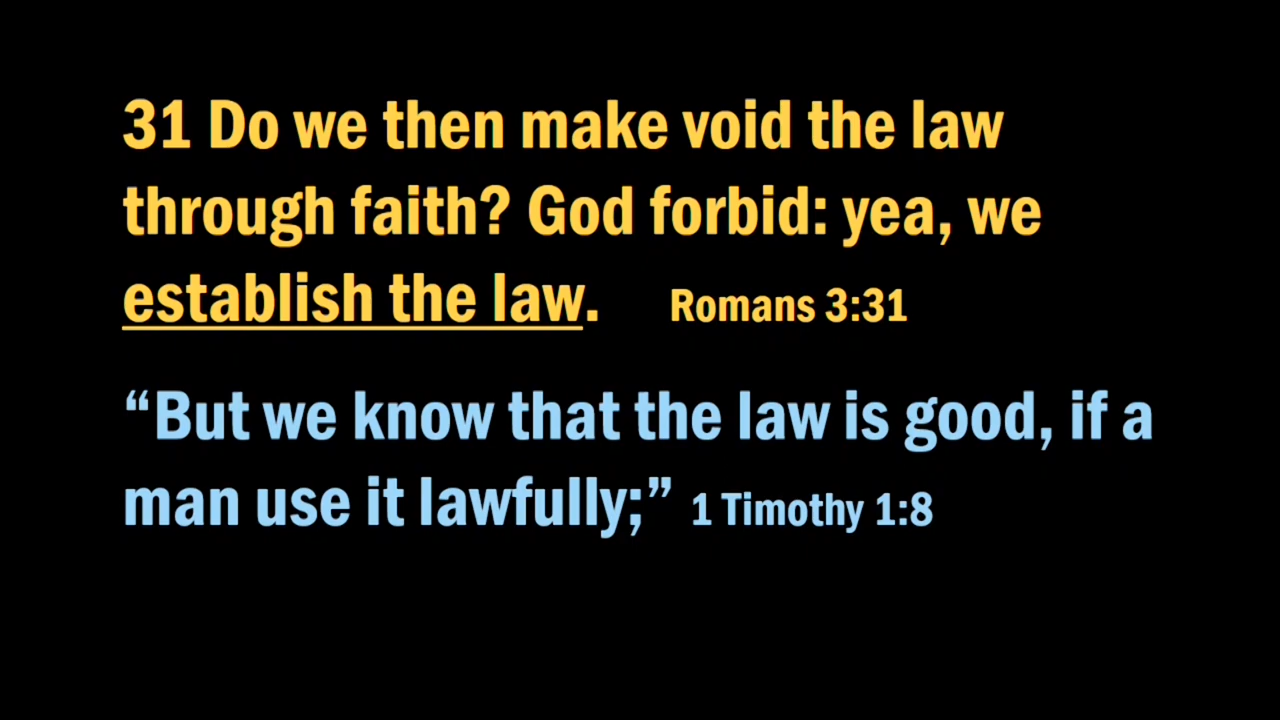 31 Do we then make void the law
through faith? God forbid: yea, we
establish the law. Romans 3:31
“But we know that the law is good, if a
man use it lawfully;” 1 Timothy 1:8